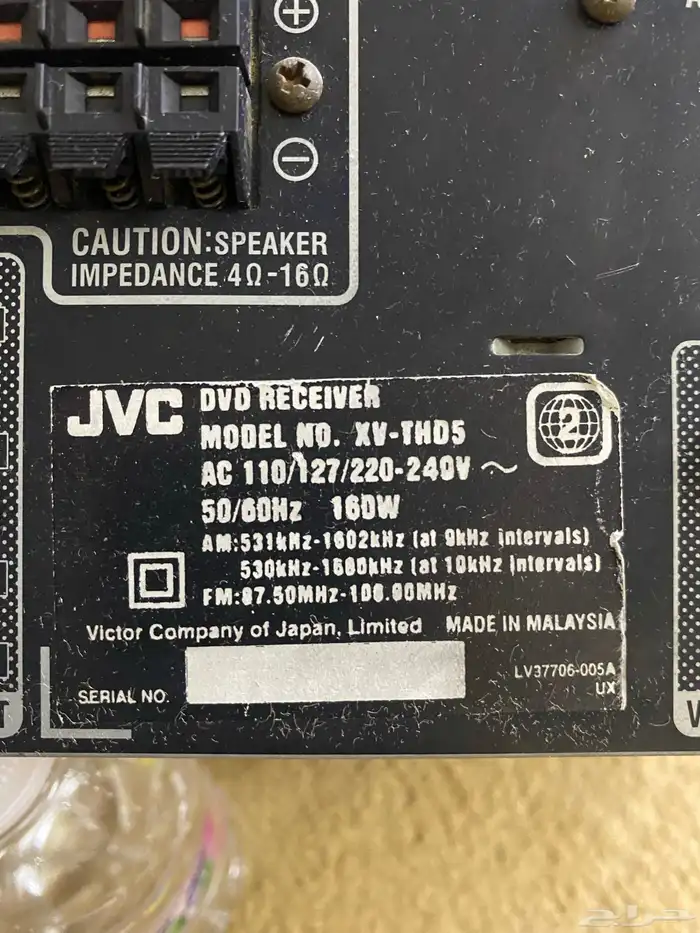 +
−
CAUTION: SPEAKER
IMPEDANCE 4Ω-16Ω
JVC
DVD RECEIVER
MODEL NO. XV-THD5
2
AC 110/127/220-240V ~
50/60Hz 160W
AM:531kHz-1602kHz (at 9kHz intervals)
530kHz-1600kHz (at 10kHz intervals)
FM:87.50MHz-108.00MHz
Victor Company of Japan, Limited MADE IN MALAYSIA
SERIAL NO.
LV37706-005A
UX
T
V
حراج